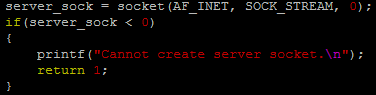 server_sock = socket(AF_INET, SOCK_STREAM, 0);
if(server_sock < 0)
{
    printf("Cannot create server socket.\n");
    return 1;
}